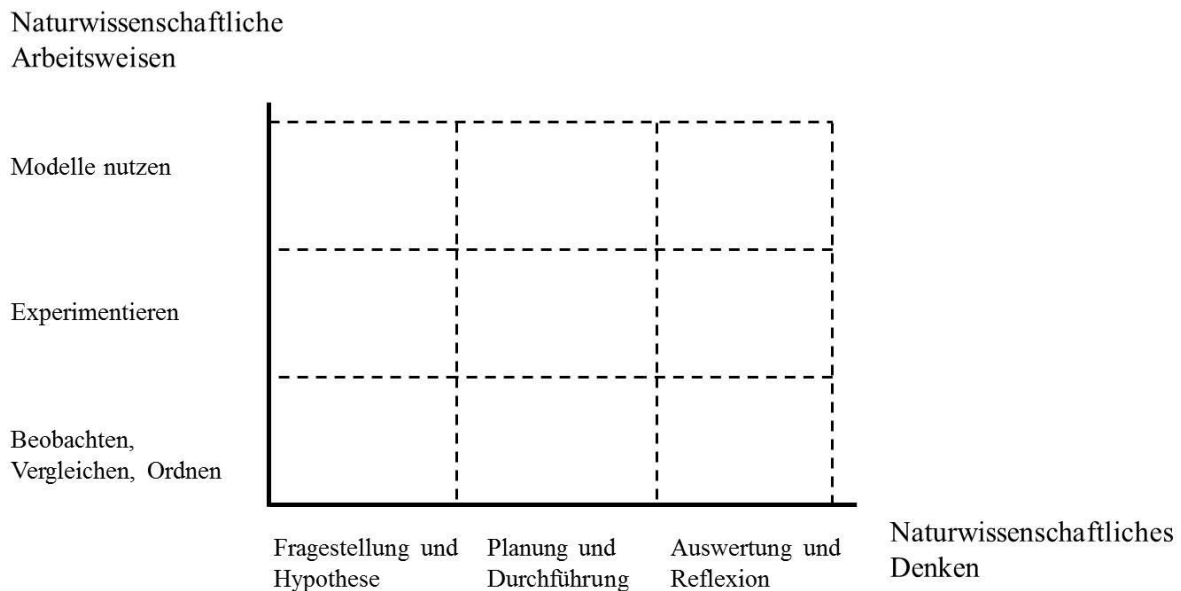 Naturwissenschaftliche
Arbeitsweisen
Modelle nutzen
Experimentieren
Beobachten,
Vergleichen, Ordnen
Fragestellung und
Hypothese
Planung und
Durchführung
Auswertung und
Reflexion
Naturwissenschaftliches
Denken